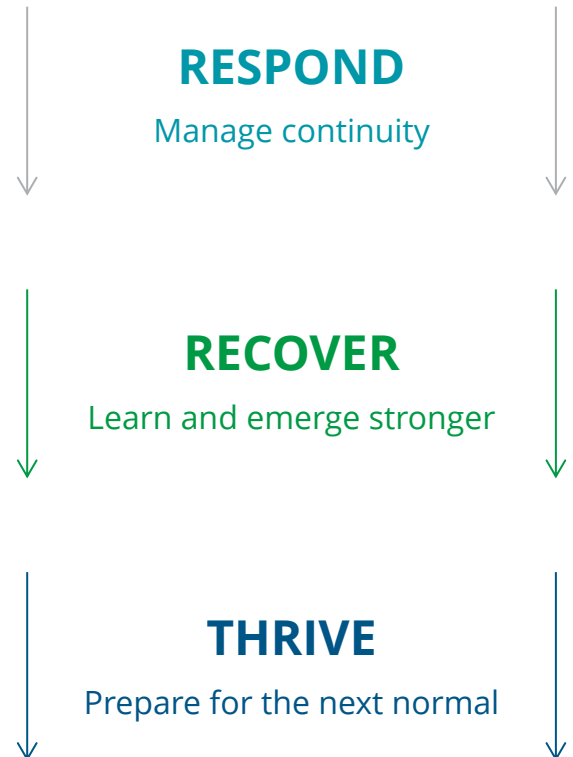 RESPOND
Manage continuity
RECOVER
Learn and emerge stronger
THRIVE
Prepare for the next normal